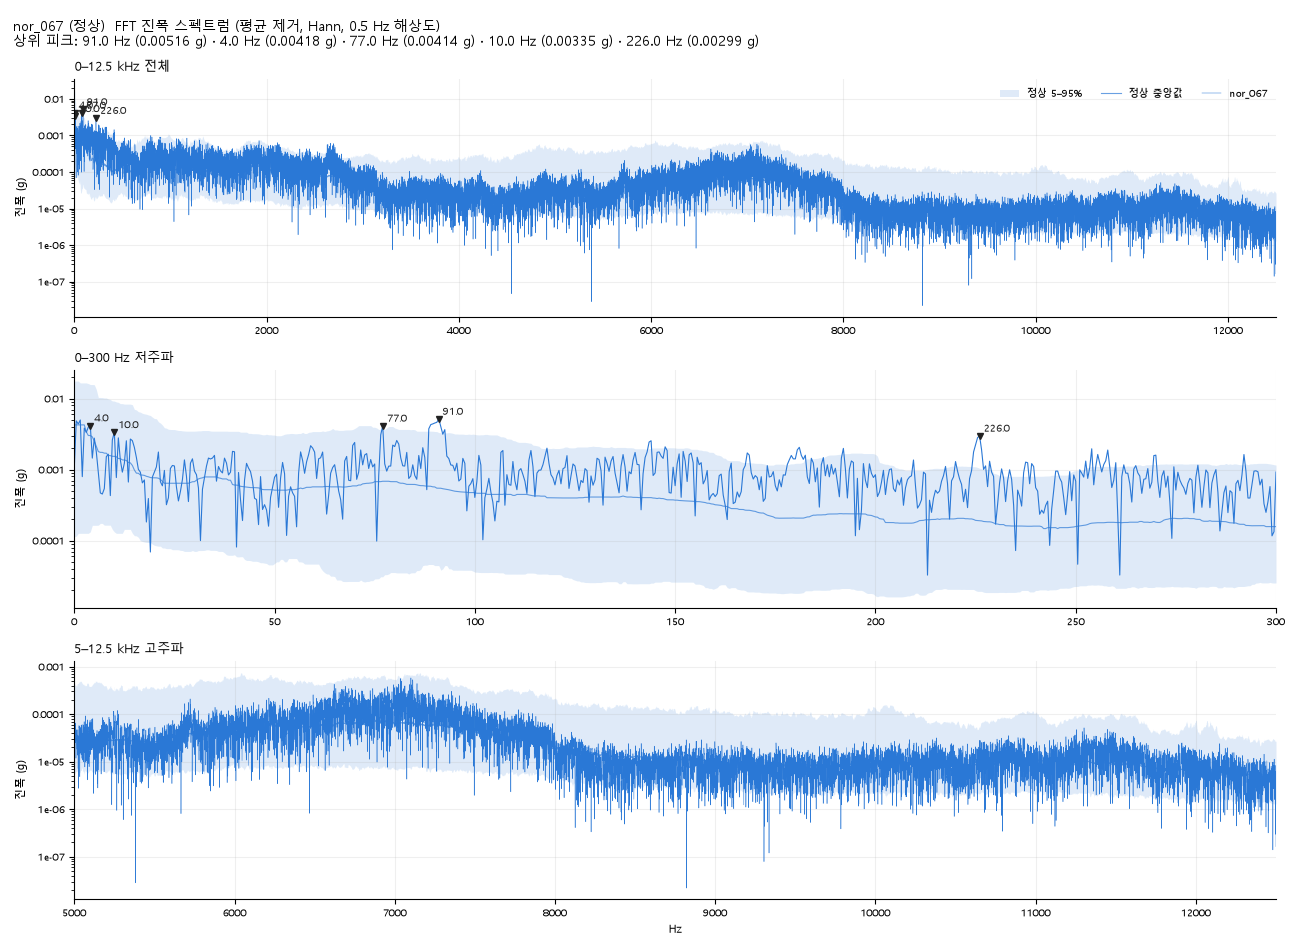 nor_067 (정상)  FFT 진폭 스펙트럼 (평균 제거, Hann, 0.5 Hz 해상도)
상위 피크: 91.0 Hz (0.00516 g) · 4.0 Hz (0.00418 g) · 77.0 Hz (0.00414 g) · 10.0 Hz (0.00335 g) · 226.0 Hz (0.00299 g)
0–12.5 kHz 전체
정상 5–95% 정상 중앙값 nor_067
91.0
226.0
진폭 (g)
0.01
0.001
0.0001
1e-05
1e-06
1e-07
0 2000 4000 6000 8000 10000 12000
0–300 Hz 저주파
4.0 10.0 77.0 91.0 226.0
진폭 (g)
0.01
0.001
0.0001
0 50 100 150 200 250 300
5–12.5 kHz 고주파
진폭 (g)
0.001
0.0001
1e-05
1e-06
1e-07
5000 6000 7000 8000 9000 10000 11000 12000
Hz